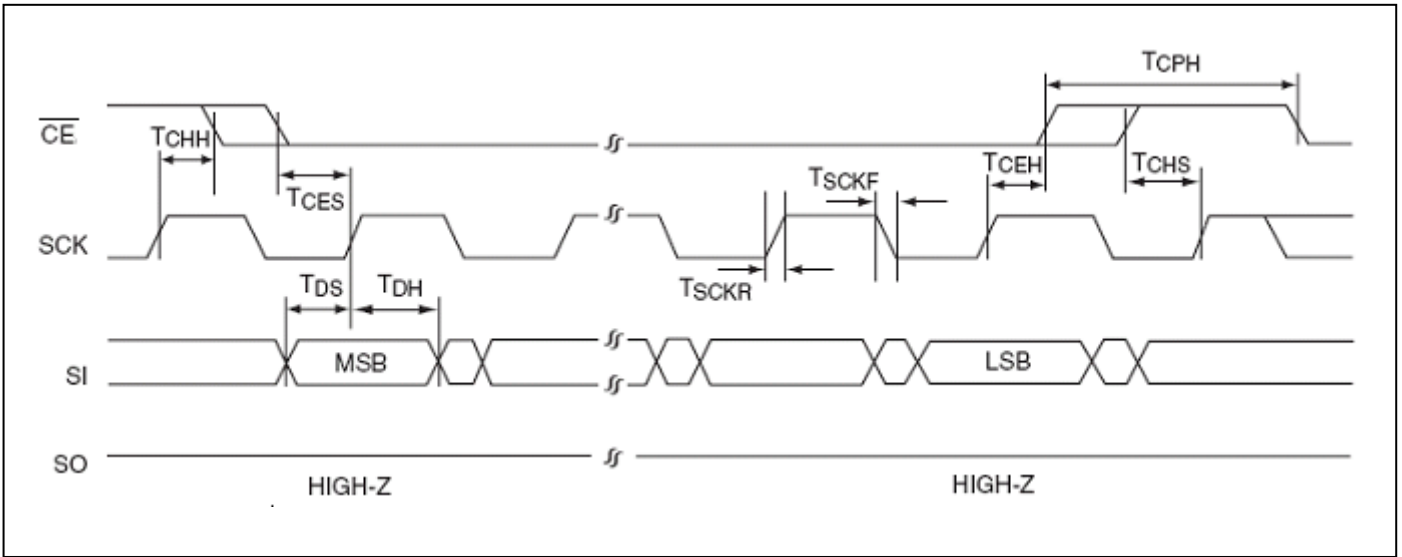 TCPH
CE
TCHH
TCES
TSCKF
TCEH
TCHS
SCK
TSCKR
TDS
TDH
SI
MSB
LSB
SO
HIGH-Z
HIGH-Z